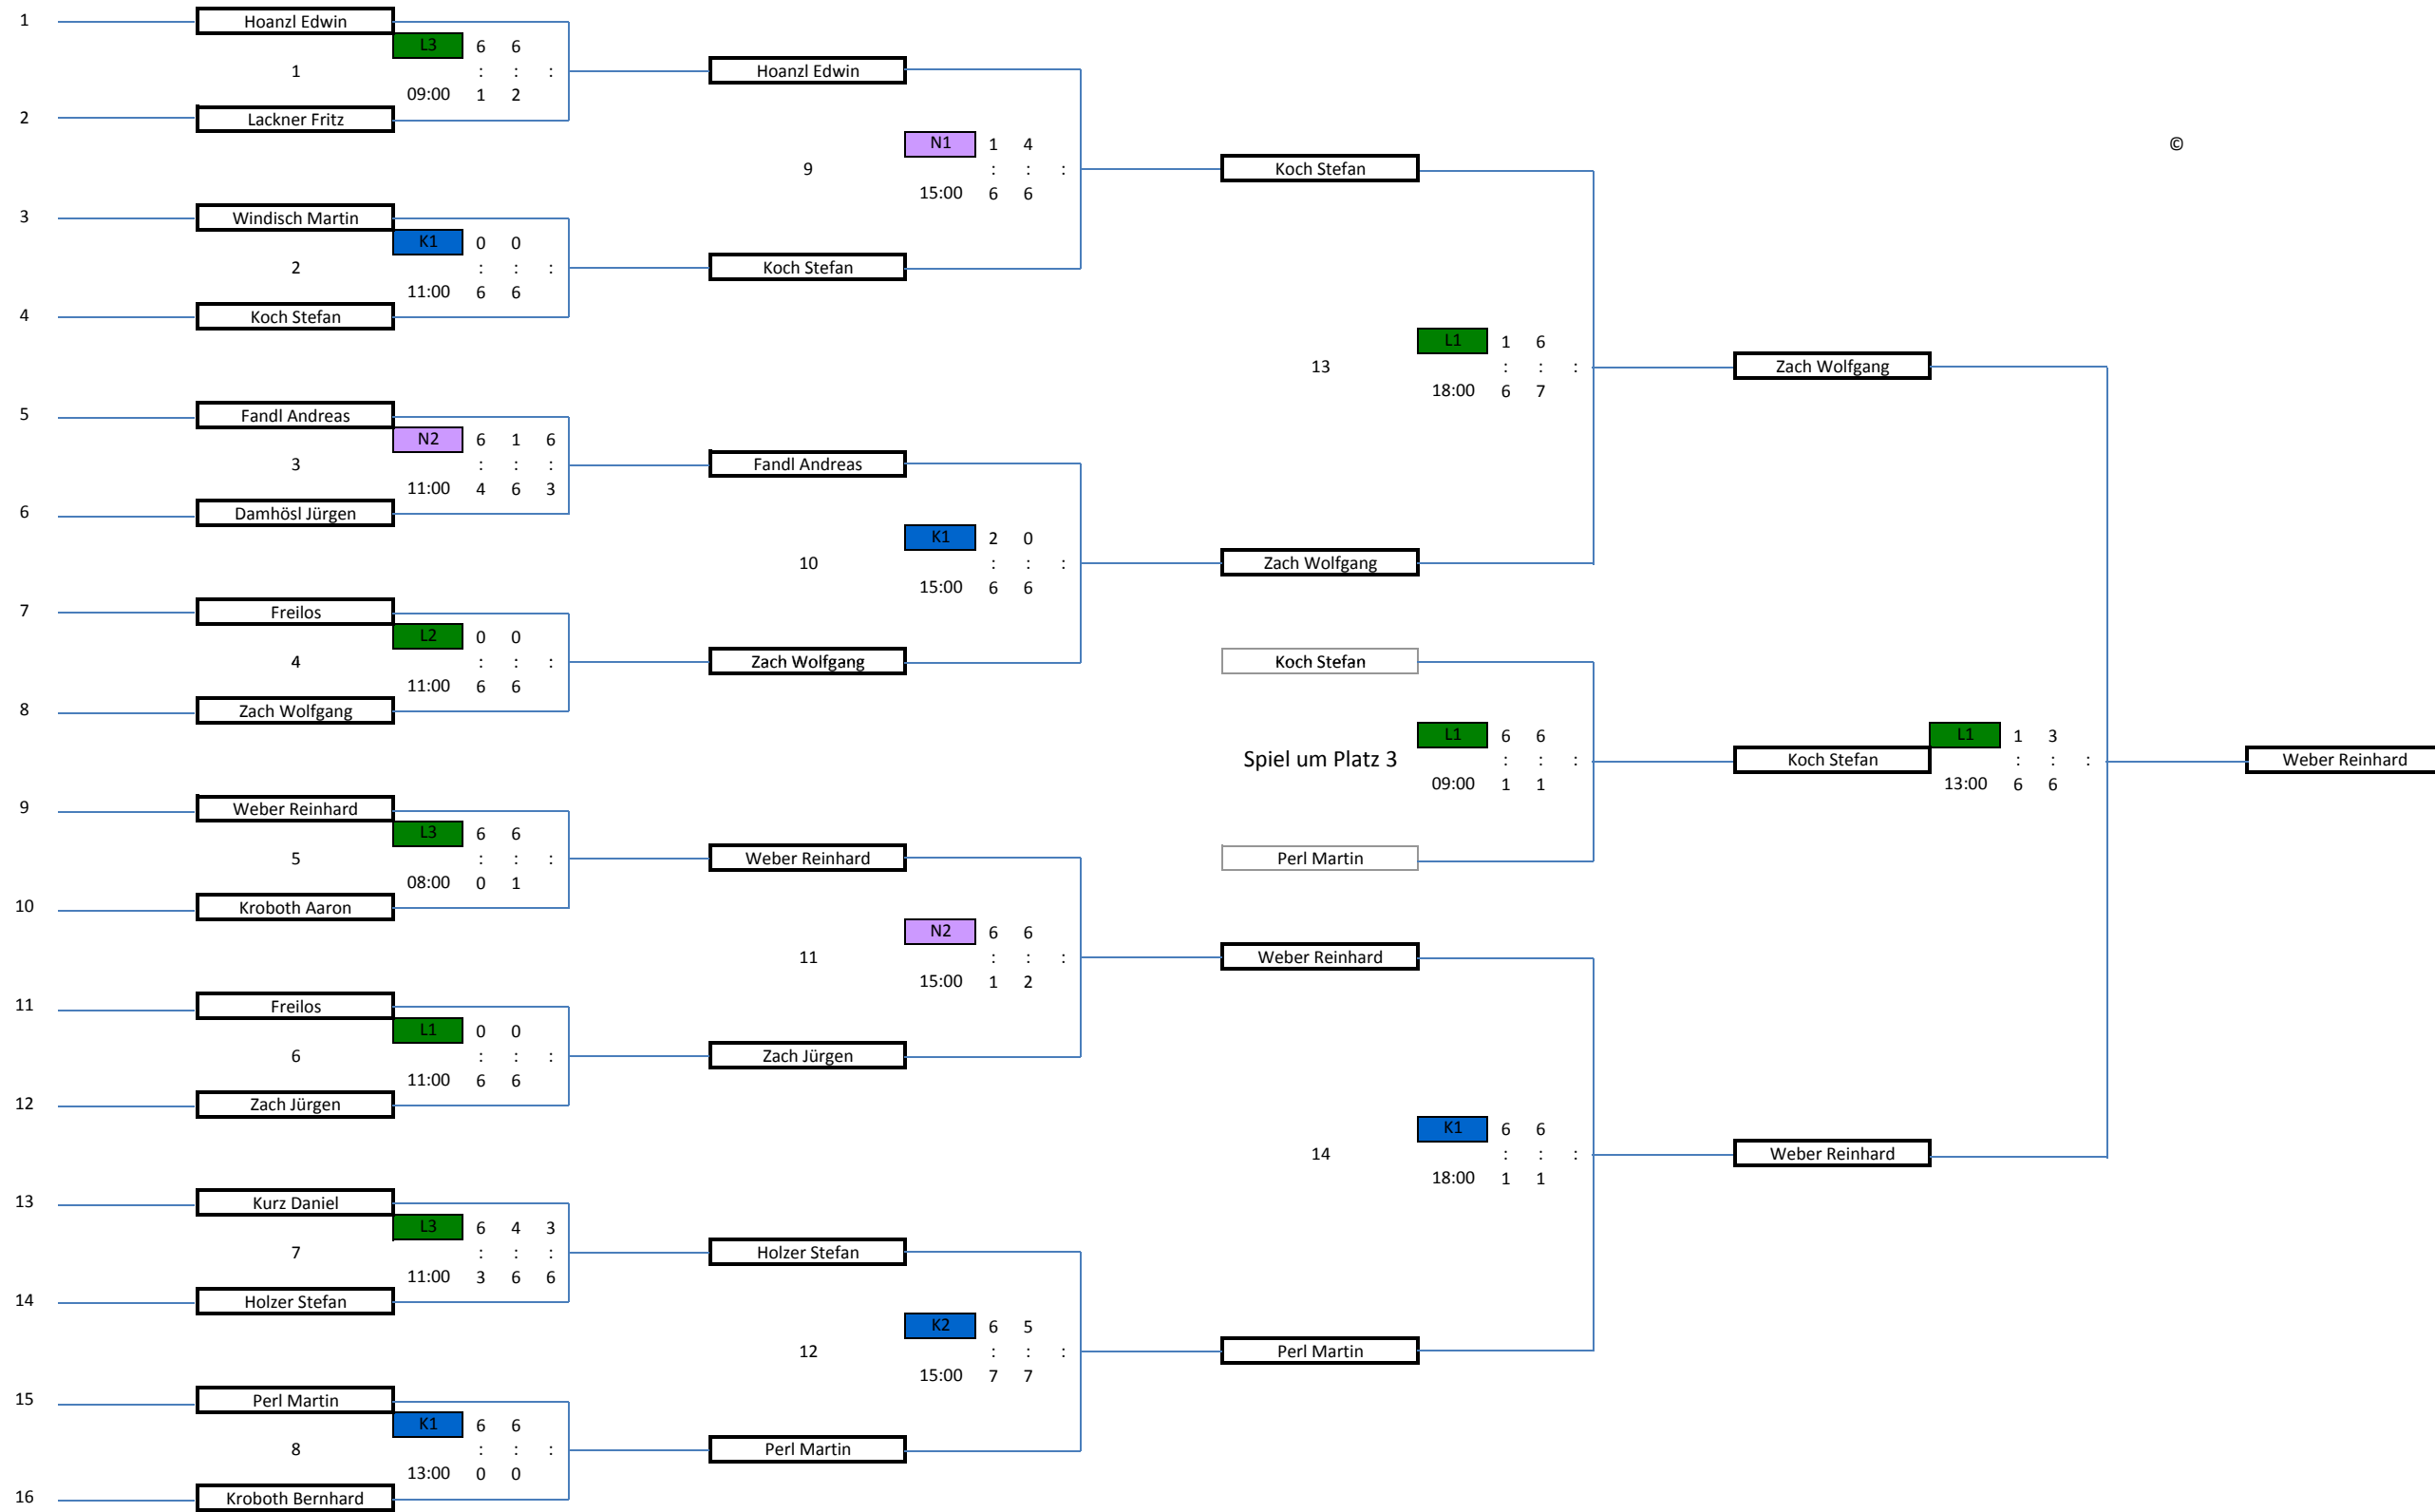 1 Hoanzl Edwin
L3 6 6
1 : : : Hoanzl Edwin
09:00 1 2
2 Lackner Fritz
N1 1 4 ©
9 : : : Koch Stefan
15:00 6 6
3 Windisch Martin
K1 0 0
2 : : : Koch Stefan
11:00 6 6
4 Koch Stefan
L1 1 6
13 : : : Zach Wolfgang
18:00 6 7
5 Fandl Andreas
N2 6 1 6
3 : : : Fandl Andreas
11:00 4 6 3
6 Damhösl Jürgen
K1 2 0
10 : : : Zach Wolfgang
15:00 6 6
7 Freilos
L2 0 0
4 : : : Zach Wolfgang Koch Stefan
11:00 6 6
8 Zach Wolfgang
L1 6 6 L1 1 3
Spiel um Platz 3 : : : Koch Stefan : : : Weber Reinhard
09:00 1 1 13:00 6 6
9 Weber Reinhard
L3 6 6
5 : : : Weber Reinhard Perl Martin
08:00 0 1
10 Kroboth Aaron
N2 6 6
11 : : : Weber Reinhard
15:00 1 2
11 Freilos
L1 0 0
6 : : : Zach Jürgen
11:00 6 6
12 Zach Jürgen
K1 6 6
14 : : : Weber Reinhard
18:00 1 1
13 Kurz Daniel
L3 6 4 3
7 : : : Holzer Stefan
11:00 3 6 6
14 Holzer Stefan
K2 6 5
12 : : : Perl Martin
15:00 7 7
15 Perl Martin
K1 6 6
8 : : : Perl Martin
13:00 0 0
16 Kroboth Bernhard